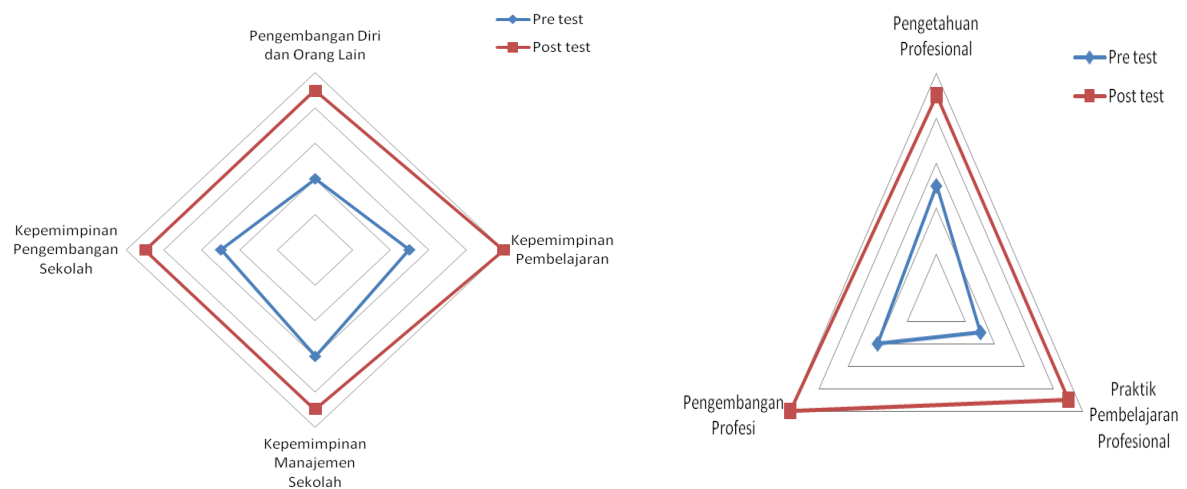 Pre test
Post test
Pengembangan Diri
dan Orang Lain
Kepemimpinan
Pengembangan
Sekolah
Kepemimpinan
Pembelajaran
Kepemimpinan
Manajemen
Sekolah
Pengetahuan
Profesional
Pre test
Post test
Pengembangan
Profesi
Praktik
Pembelajaran
Profesional